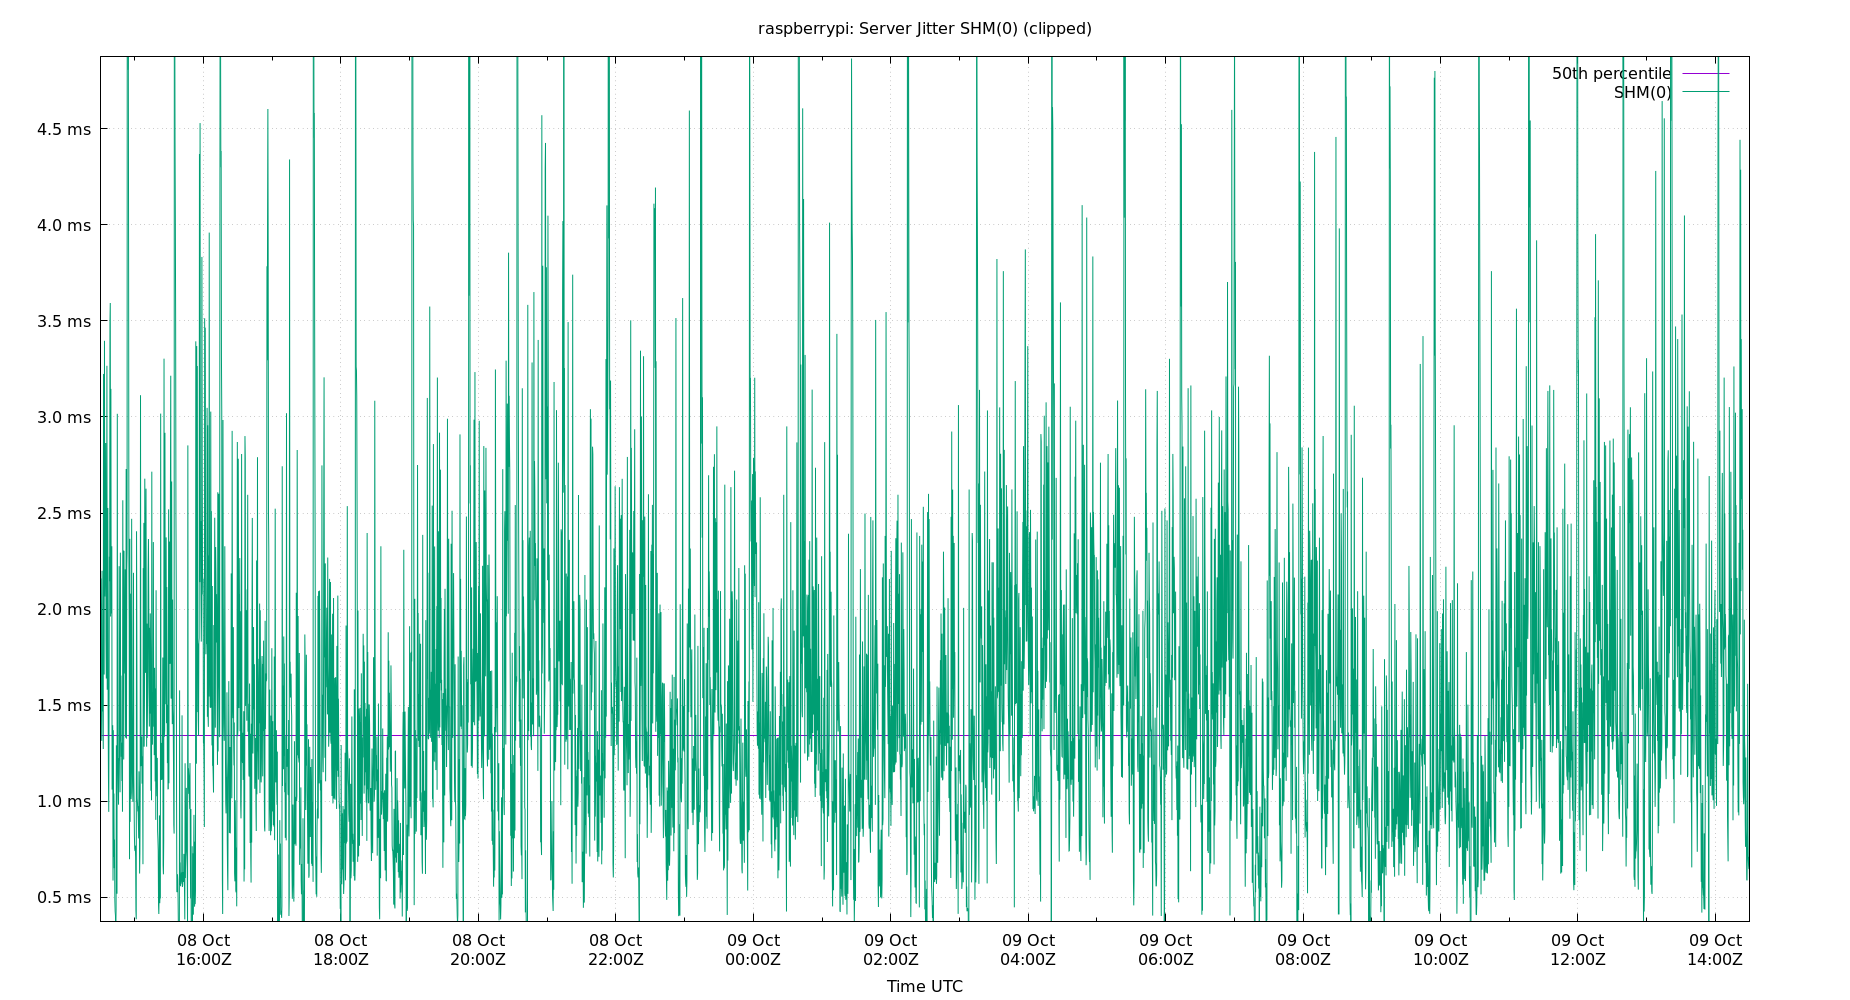 raspberrypi: Server Jitter SHM(0) (clipped)
50th percentile
SHM(0)
4.5 ms
4.0 ms
3.5 ms
3.0 ms
2.5 ms
2.0 ms
1.5 ms
1.0 ms
0.5 ms
08 Oct 08 Oct 08 Oct 08 Oct 09 Oct 09 Oct 09 Oct 09 Oct 09 Oct 09 Oct 09 Oct 09 Oct
16:00Z 18:00Z 20:00Z 22:00Z 00:00Z 02:00Z 04:00Z 06:00Z 08:00Z 10:00Z 12:00Z 14:00Z
Time UTC